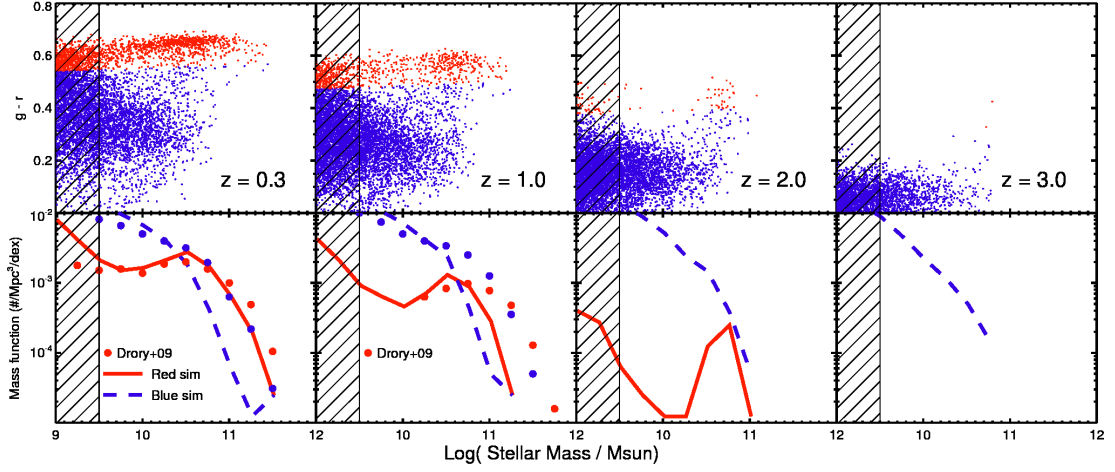 0.8
0.6
0.4
0.2
g - r
z = 0.3
z = 1.0
z = 2.0
z = 3.0
10⁻²
10⁻³
10⁻⁴
Mass function (#/Mpc³/dex)
Drory+09
Red sim
Blue sim
Drory+09
9 10 11 12 10 11 12 10 11 12 10 11 12
Log( Stellar Mass / Msun)